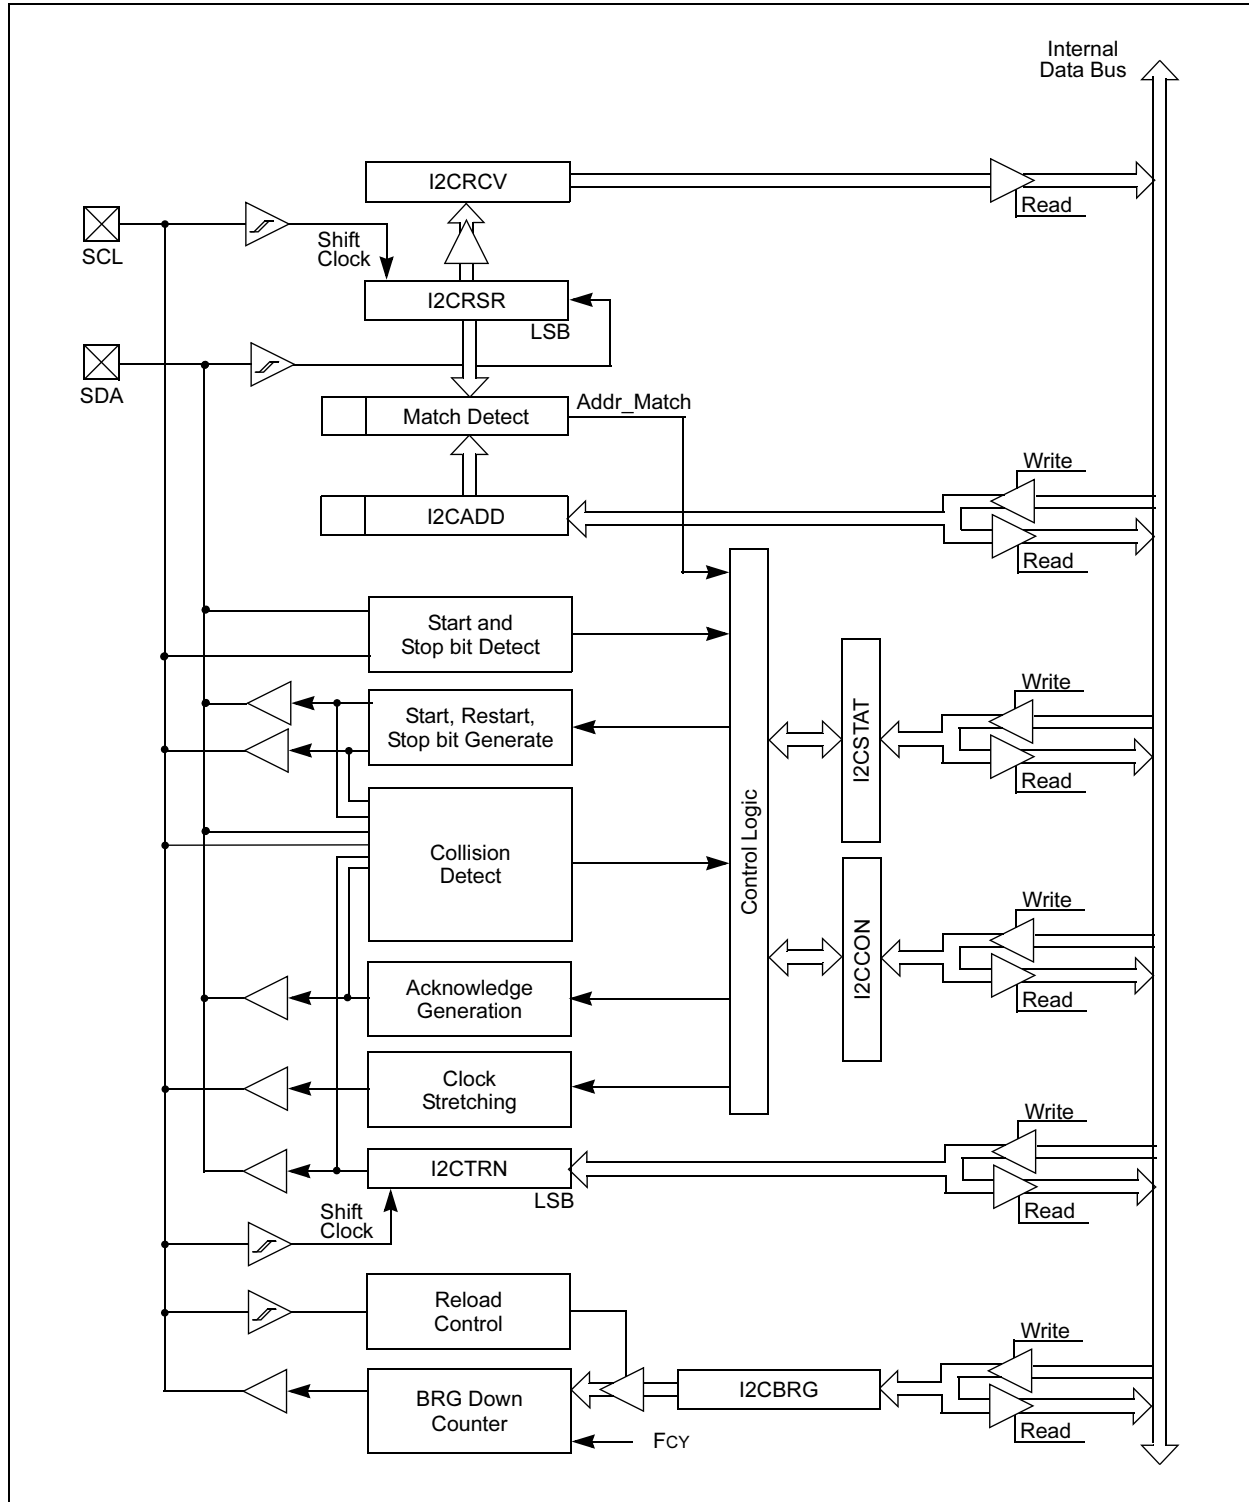 Internal
Data Bus
I2CRCV
Read
SCL
Shift
Clock
I2CRSR
LSB
SDA
Addr_Match
Match Detect
Write
I2CADD
Read
Start and
Stop bit Detect
Write
Start, Restart,
Stop bit Generate
I2CSTAT
Read
Control Logic
Collision
Detect
Write
I2CCON
Acknowledge
Generation
Read
Clock
Stretching
Write
I2CTRN
LSB
Shift
Clock
Read
Reload
Control
Write
I2CBRG
BRG Down
Counter
Read
FCY